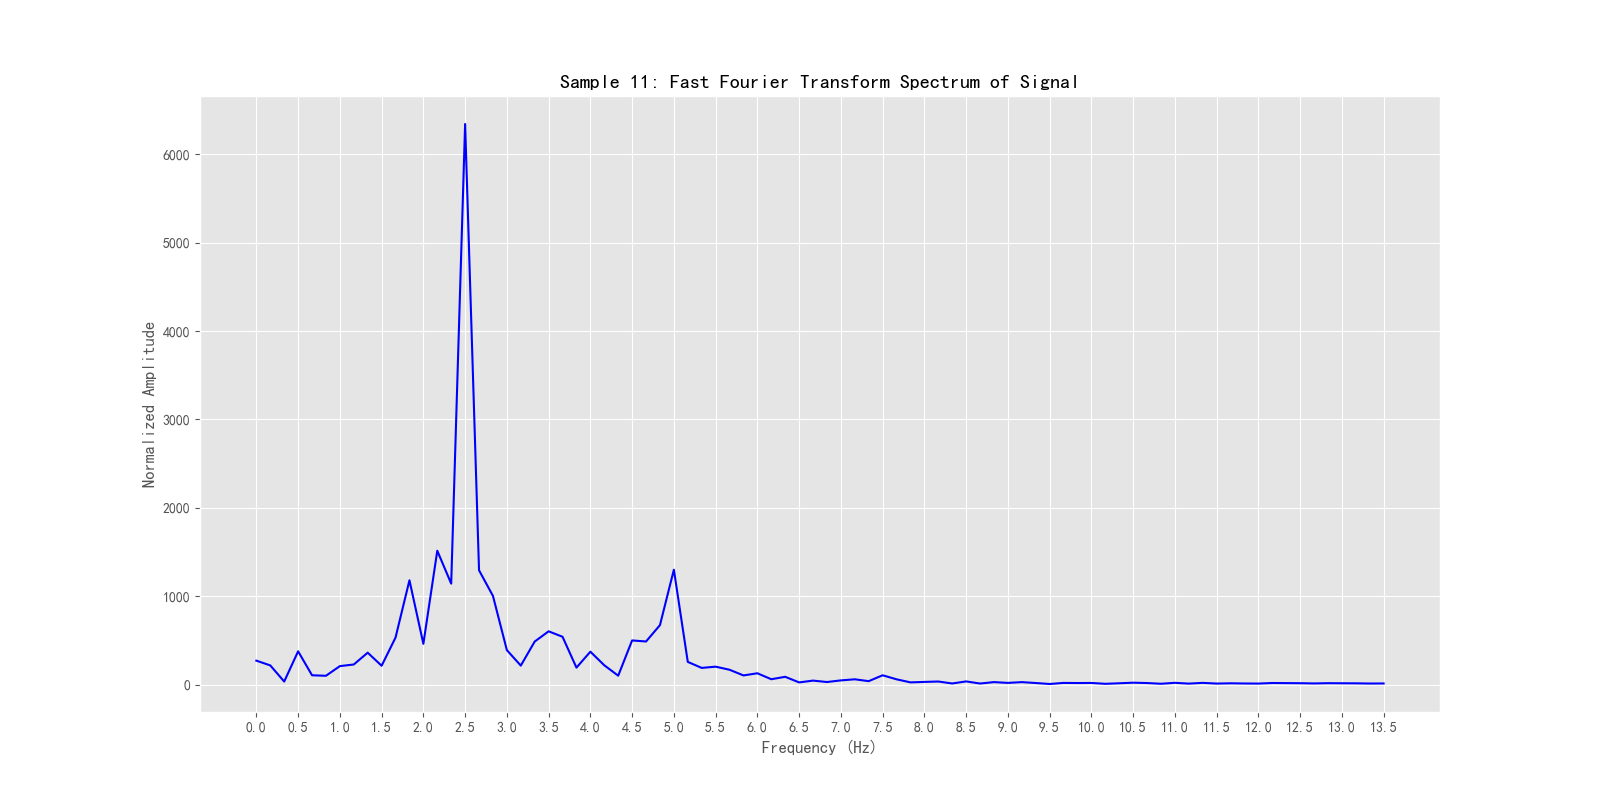 Sample 11: Fast Fourier Transform Spectrum of Signal
6000
5000
4000
3000
2000
1000
0
Normalized Amplitude
0.0 0.5 1.0 1.5 2.0 2.5 3.0 3.5 4.0 4.5 5.0 5.5 6.0 6.5 7.0 7.5 8.0 8.5 9.0 9.5 10.0 10.5 11.0 11.5 12.0 12.5 13.0 13.5
Frequency (Hz)